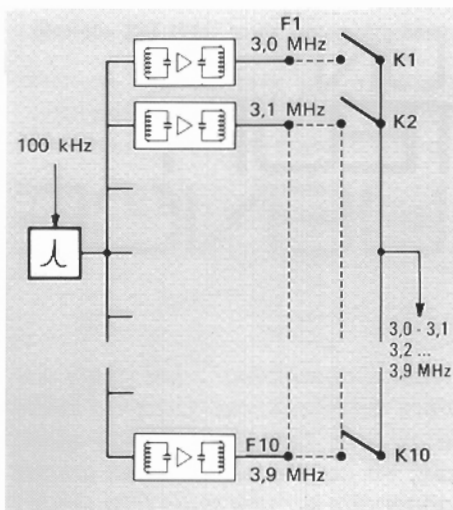 F1
3,0 MHz
K1
3,1 MHz
K2
100 kHz
3,0 - 3,1
3,2 ...
3,9 MHz
F10
K10
3,9 MHz